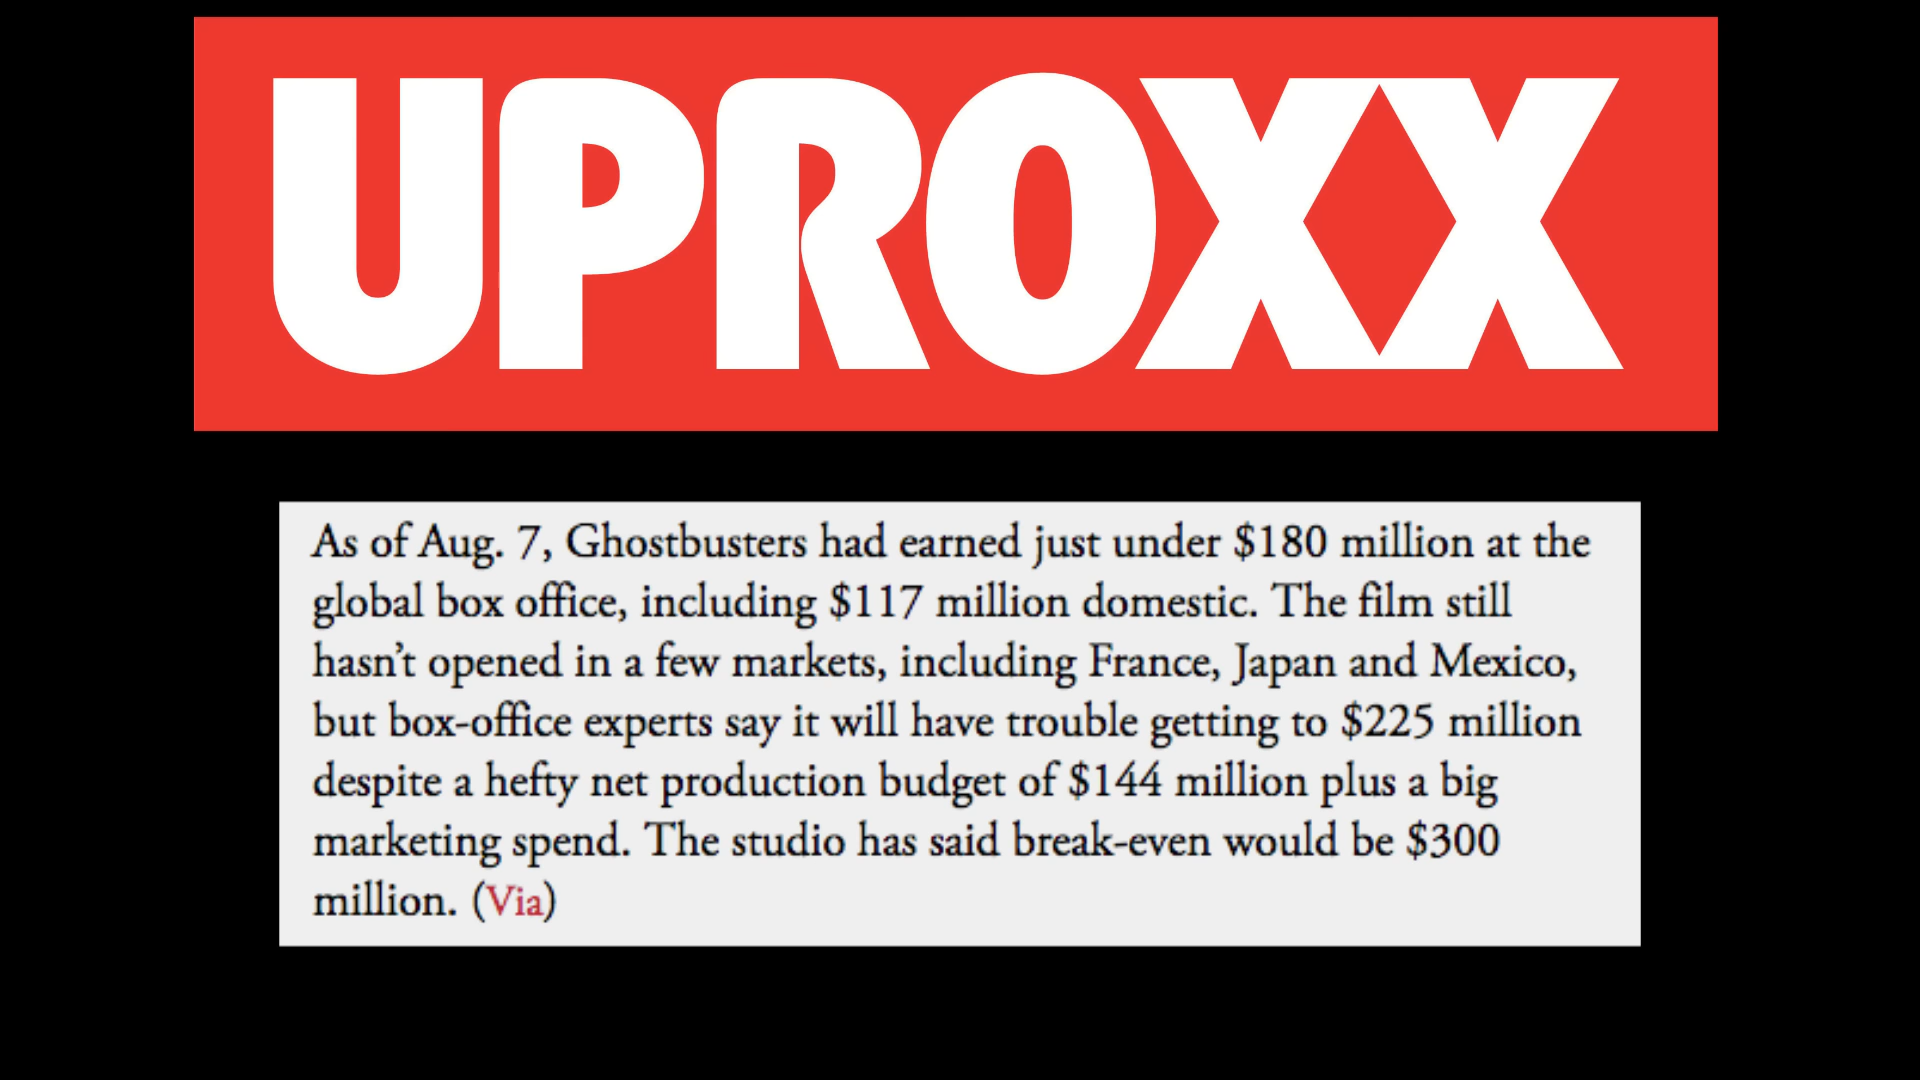 UPROXX
As of Aug. 7, Ghostbusters had earned just under $180 million at the
global box office, including $117 million domestic. The film still
hasn’t opened in a few markets, including France, Japan and Mexico,
but box-office experts say it will have trouble getting to $225 million
despite a hefty net production budget of $144 million plus a big
marketing spend. The studio has said break-even would be $300
million. (Via)